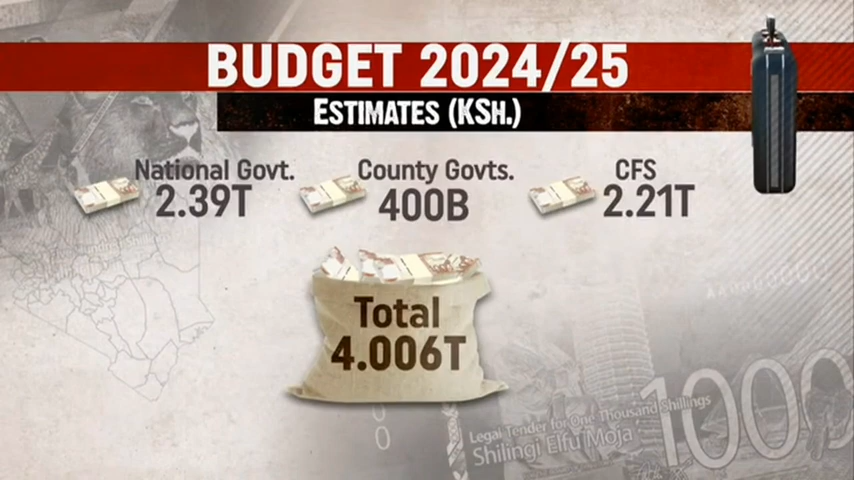 BUDGET 2024/25
ESTIMATES (KSH.)
National Govt.
2.39T
County Govts.
400B
CFS
2.21T
Total
4.006T
Legal Tender for One Thousand Shillings
Shilingi Elfu Moja
1000